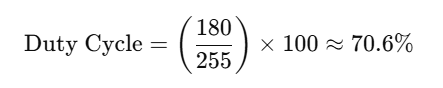 Duty Cycle = (180/255) × 100 ≈ 70.6%